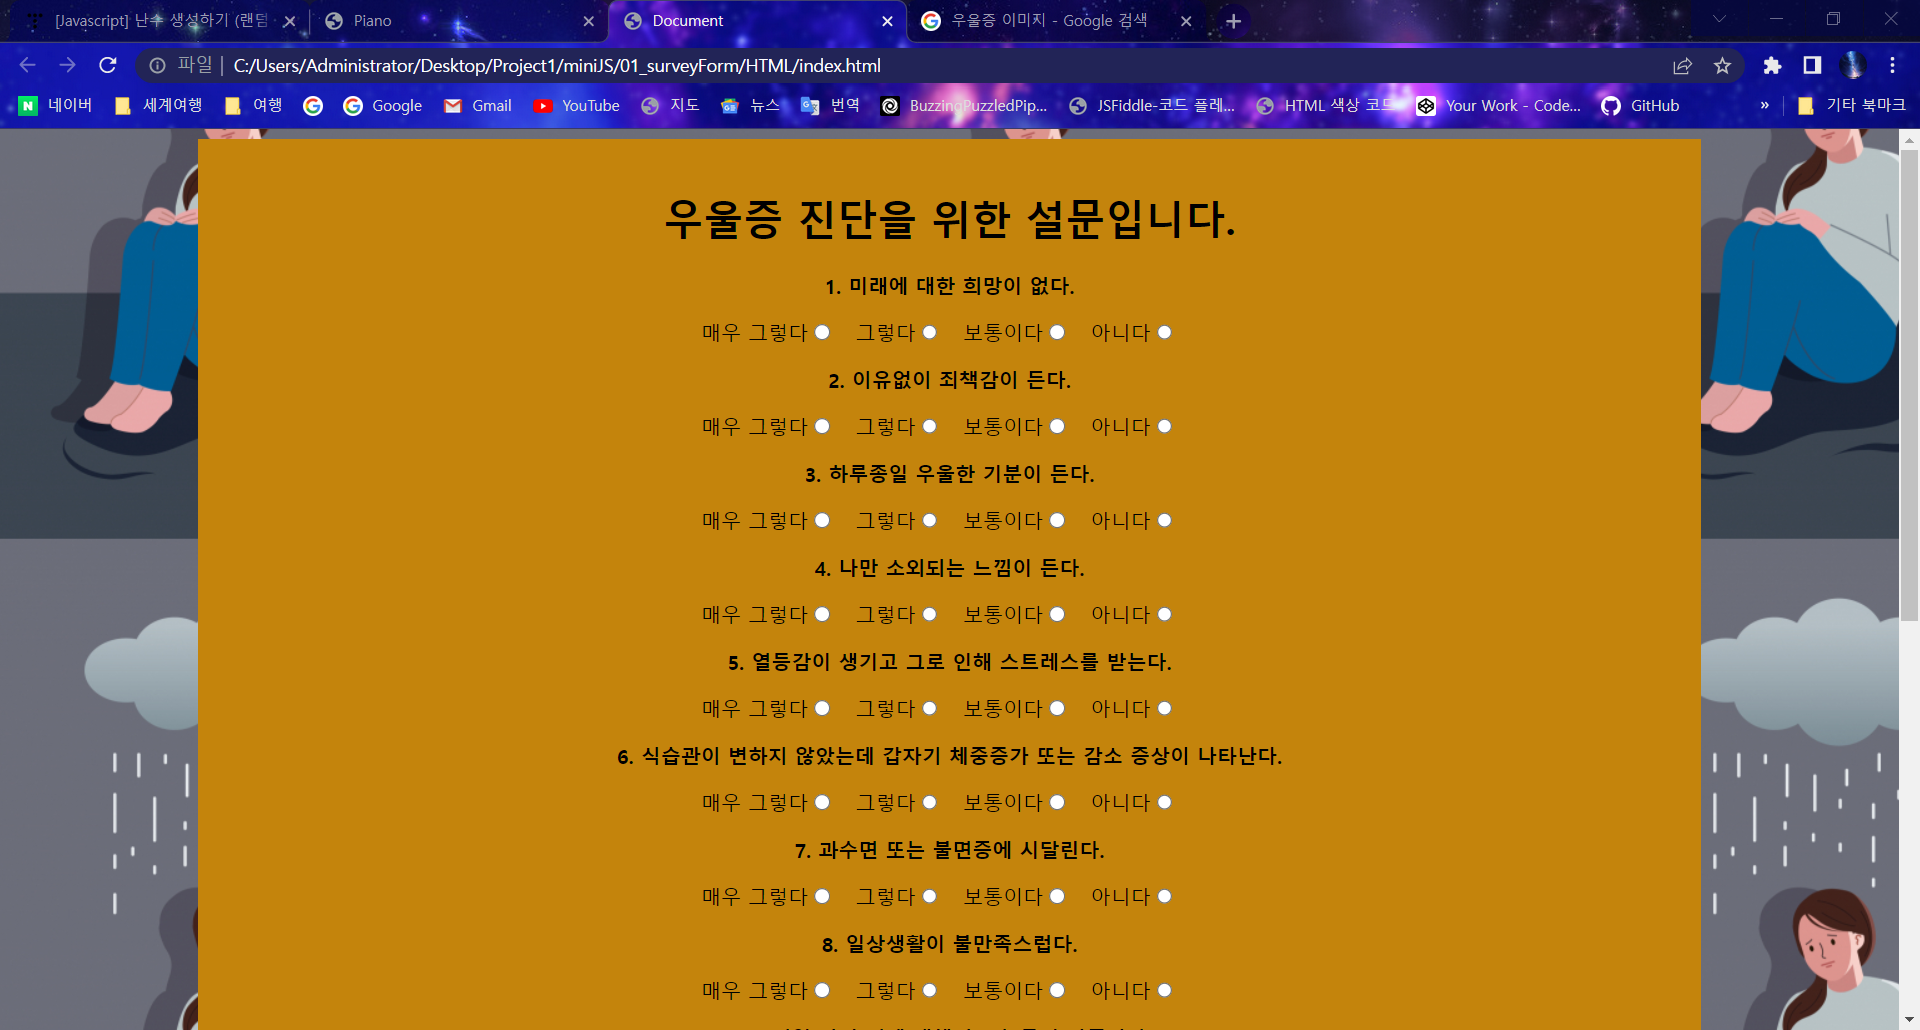 [Javascript] 난수 생성하기 (랜덤
Piano
Document
우울증 이미지 - Google 검색
파일 | C:/Users/Administrator/Desktop/Project1/miniJS/01_surveyForm/HTML/index.html
네이버 세계여행 여행 Google Gmail YouTube 지도 뉴스 번역 BuzzingPuzzledPip... JSFiddle-코드 플레... HTML 색상 코드 Your Work - Code... GitHub » 기타 북마크
우울증 진단을 위한 설문입니다.
1. 미래에 대한 희망이 없다.
매우 그렇다 그렇다 보통이다 아니다
2. 이유없이 죄책감이 든다.
매우 그렇다 그렇다 보통이다 아니다
3. 하루종일 우울한 기분이 든다.
매우 그렇다 그렇다 보통이다 아니다
4. 나만 소외되는 느낌이 든다.
매우 그렇다 그렇다 보통이다 아니다
5. 열등감이 생기고 그로 인해 스트레스를 받는다.
매우 그렇다 그렇다 보통이다 아니다
6. 식습관이 변하지 않았는데 갑자기 체중증가 또는 감소 증상이 나타난다.
매우 그렇다 그렇다 보통이다 아니다
7. 과수면 또는 불면증에 시달린다.
매우 그렇다 그렇다 보통이다 아니다
8. 일상생활이 불만족스럽다.
매우 그렇다 그렇다 보통이다 아니다